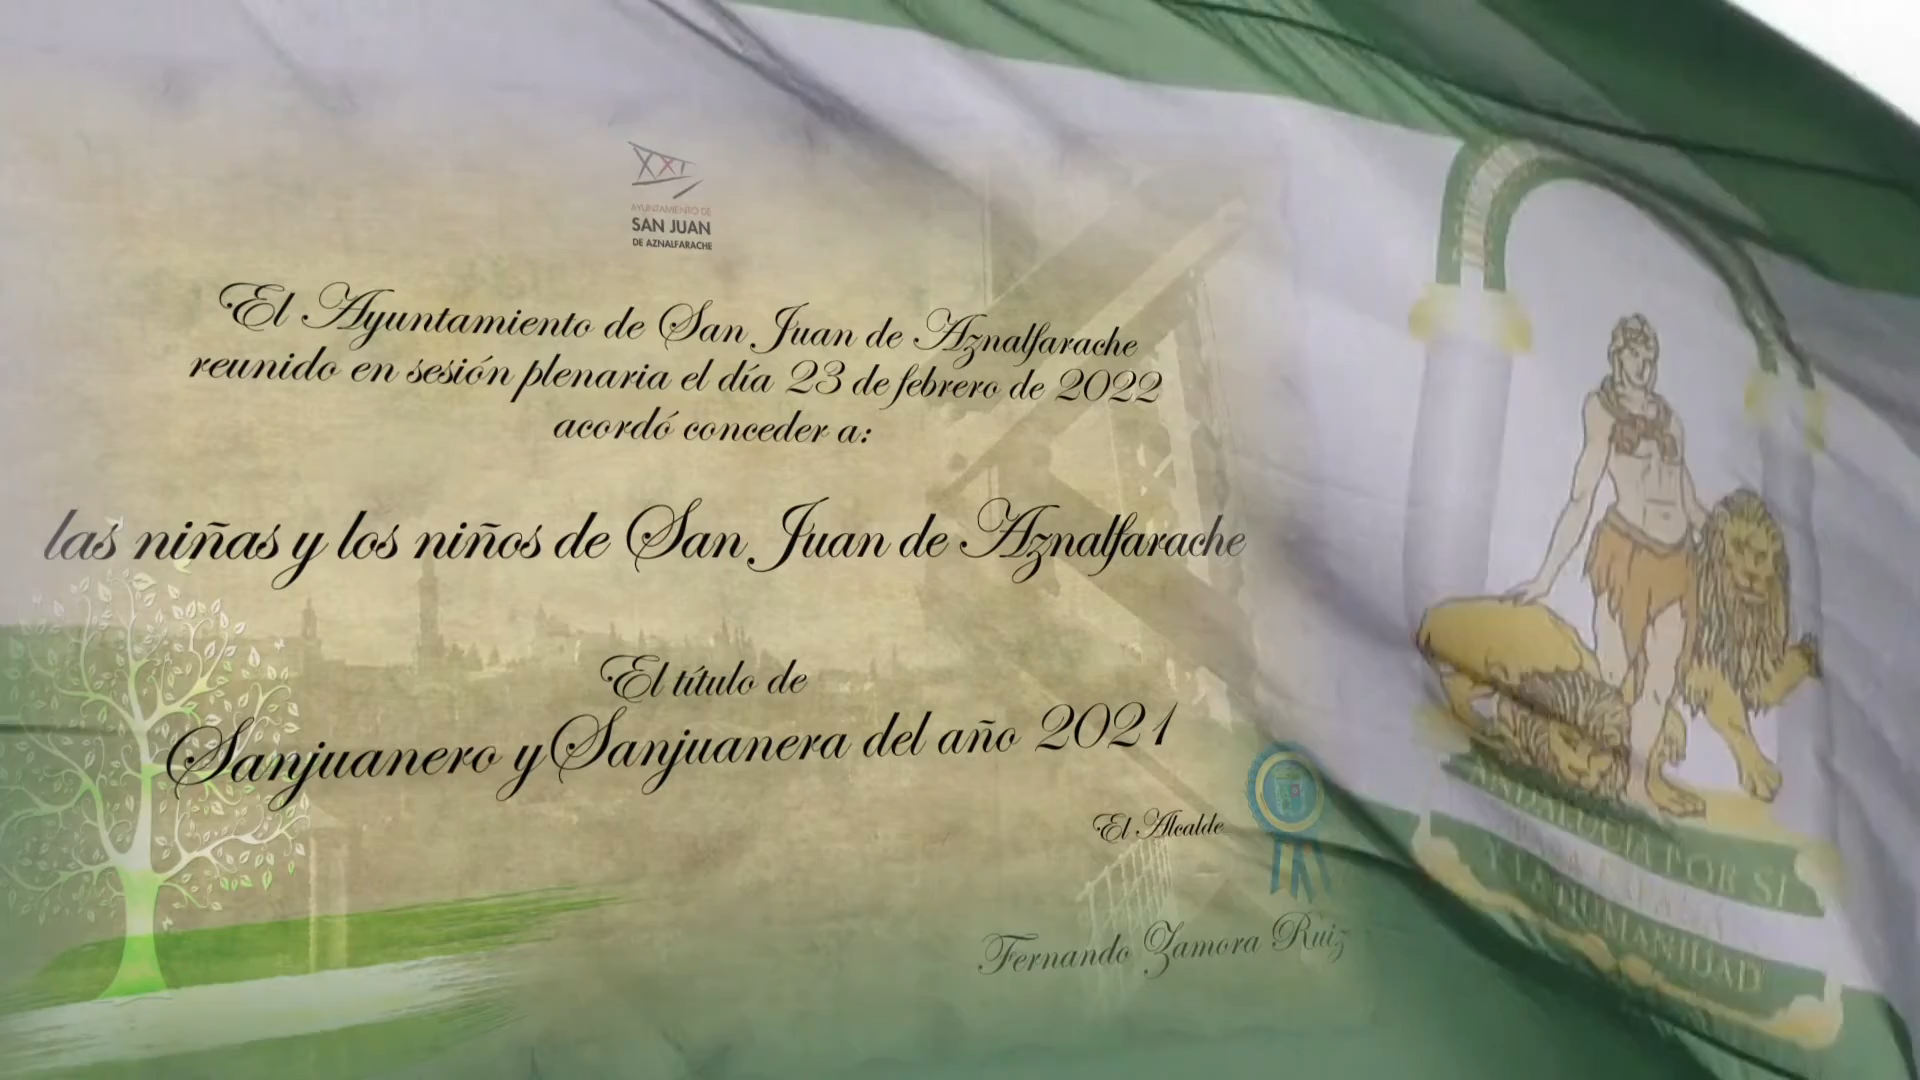 XXI
AYUNTAMIENTO DE
SAN JUAN
DE AZNALFARACHE
El Ayuntamiento de San Juan de Aznalfarache
reunido en sesión plenaria el día 23 de febrero de 2022
acordó conceder a:
las niñas y los niños de San Juan de Aznalfarache
El título de
Sanjuanero y Sanjuanera del año 2021
El Alcalde
Fernando Zamora Ruiz
ANDALUCIA POR SI
Y LA HUMANIDAD